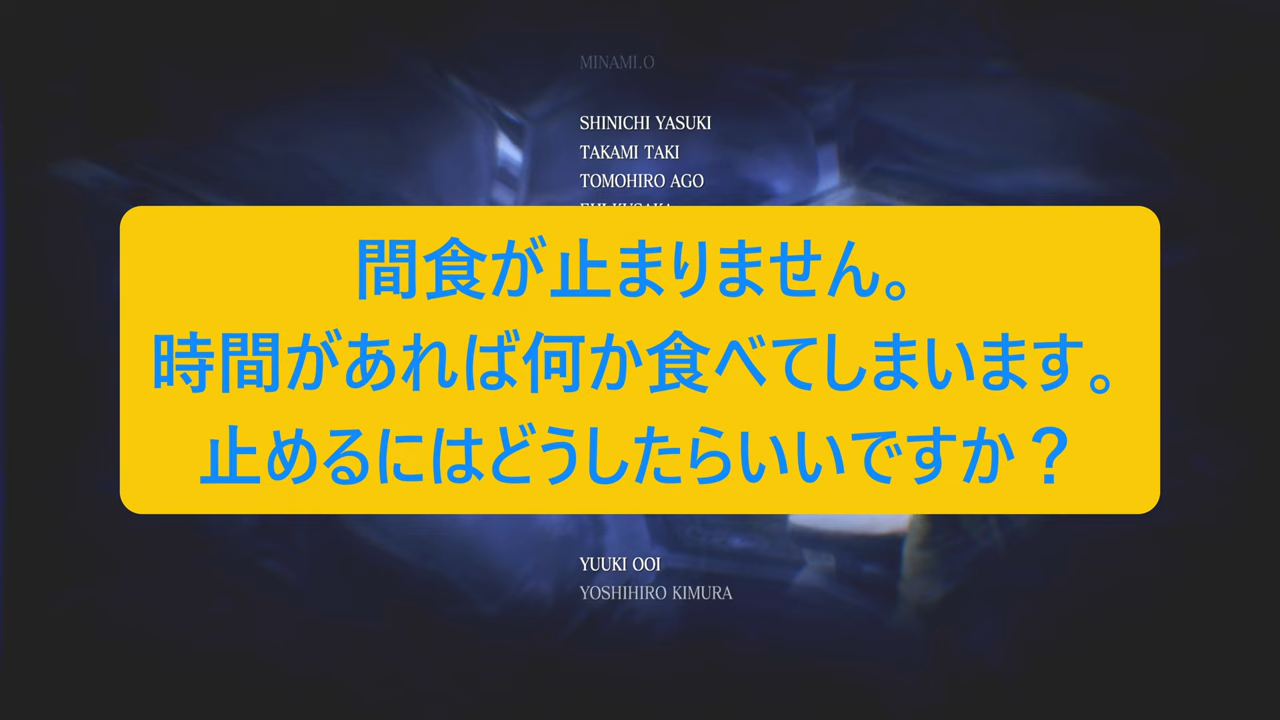 MINAMI.O
SHINICHI YASUKI
TAKAMI TAKI
TOMOHIRO AGO
間食が止まりません。
時間があれば何か食べてしまいます。
止めるにはどうしたらいいですか？
YUUKI OOI
YOSHIHIRO KIMURA